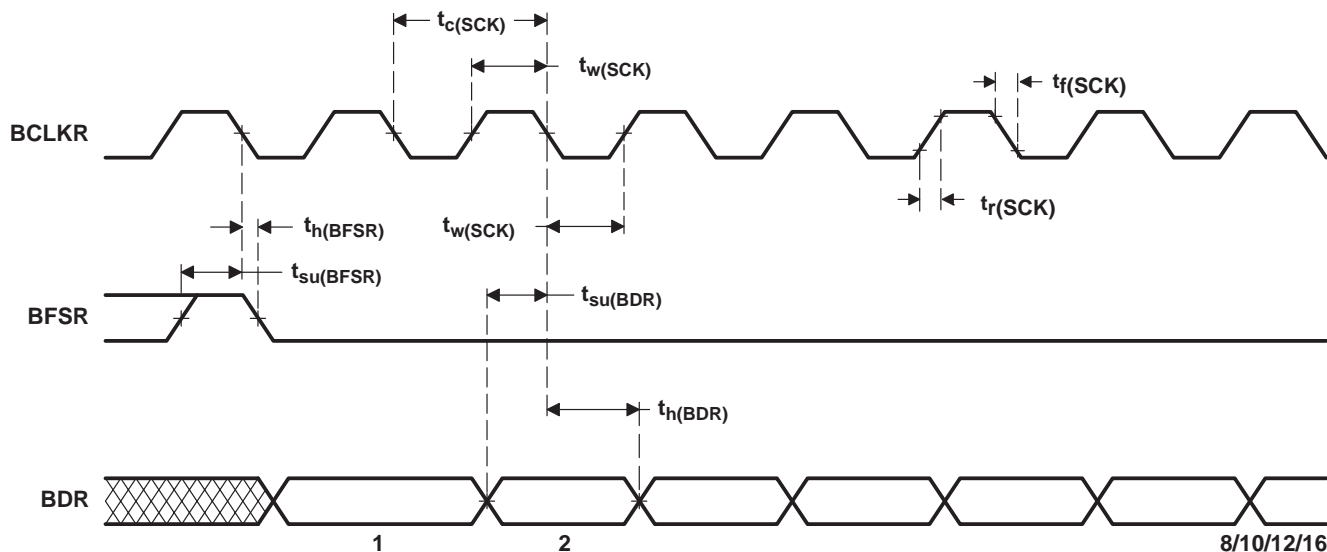 tc(SCK)
tw(SCK)
tf(SCK)
BCLKR
th(BFSR)
tw(SCK)
tr(SCK)
tsu(BFSR)
tsu(BDR)
BFSR
th(BDR)
BDR
1 2 8/10/12/16